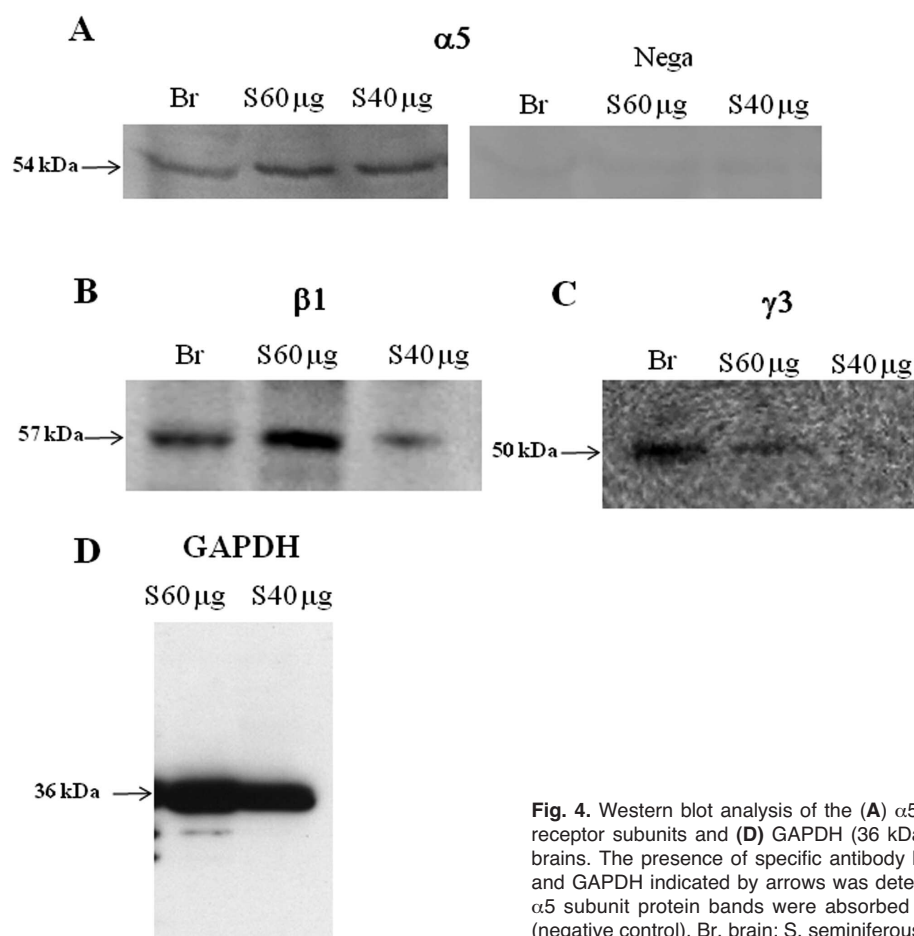 A
α5
Nega
Br S60 µg S40 µg
Br S60 µg S40 µg
54 kDa
B
β1
C
γ3
Br S60 µg S40 µg
Br S60 µg S40 µg
57 kDa
50 kDa
D
GAPDH
S60 µg S40 µg
36 kDa
Fig. 4. Western blot analysis of the (A) α5
receptor subunits and (D) GAPDH (36 kDa
brains. The presence of specific antibody
and GAPDH indicated by arrows was
α5 subunit protein bands were absorbed
(negative control). Br, brain; S, seminiferous